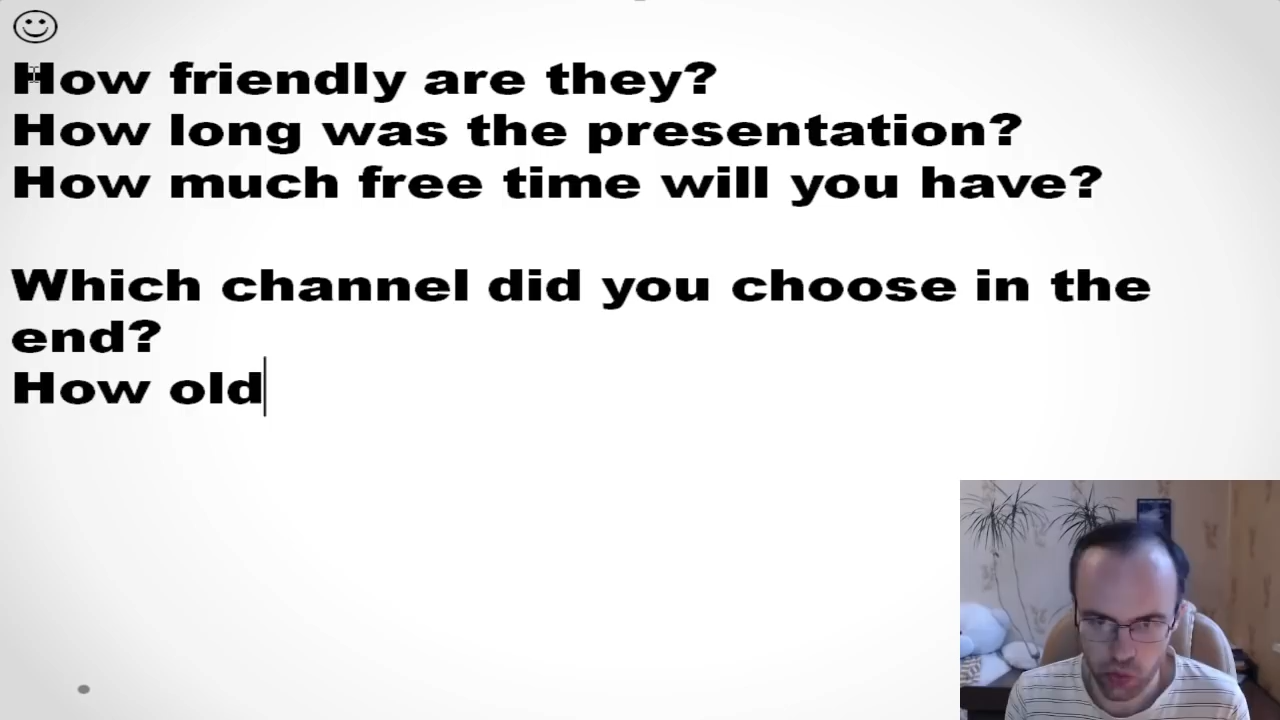 How friendly are they?
How long was the presentation?
How much free time will you have?
Which channel did you choose in the
end?
How old